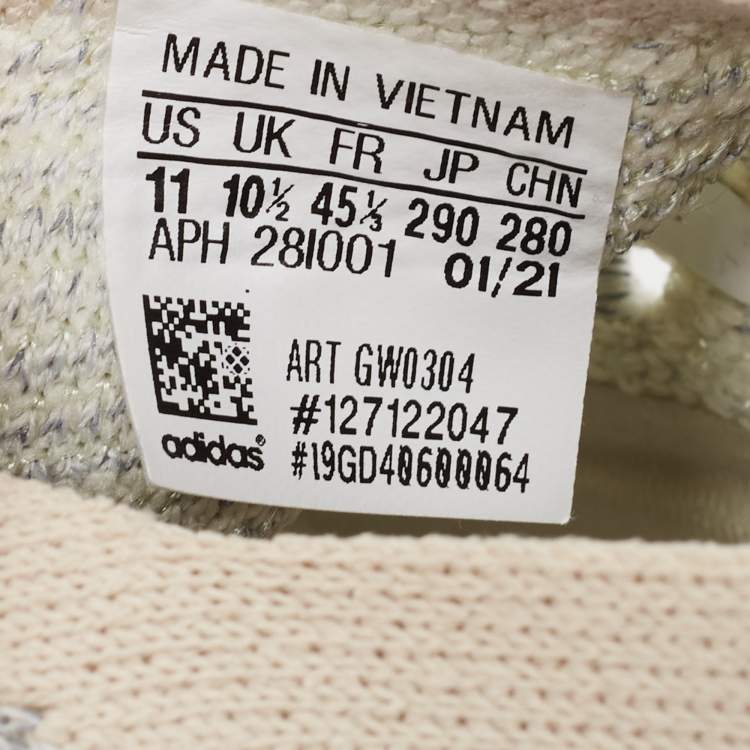 MADE IN VIETNAM
US UK FR JP CHN
11 10½ 45⅓ 290 280
APH 28I001 01/21
ART GW0304
#127122047
#19GD40600064
adidas®